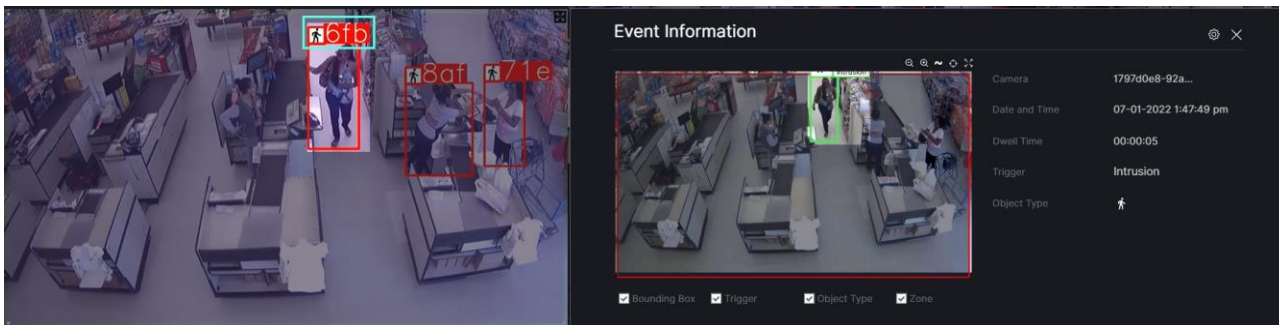 6fb
8af
71e
Event Information
Intrusion
Camera 1797d0e8-92a...
Date and Time 07-01-2022 1:47:49 pm
Dwell Time 00:00:05
Trigger Intrusion
Object Type
Bounding Box Trigger Object Type Zone